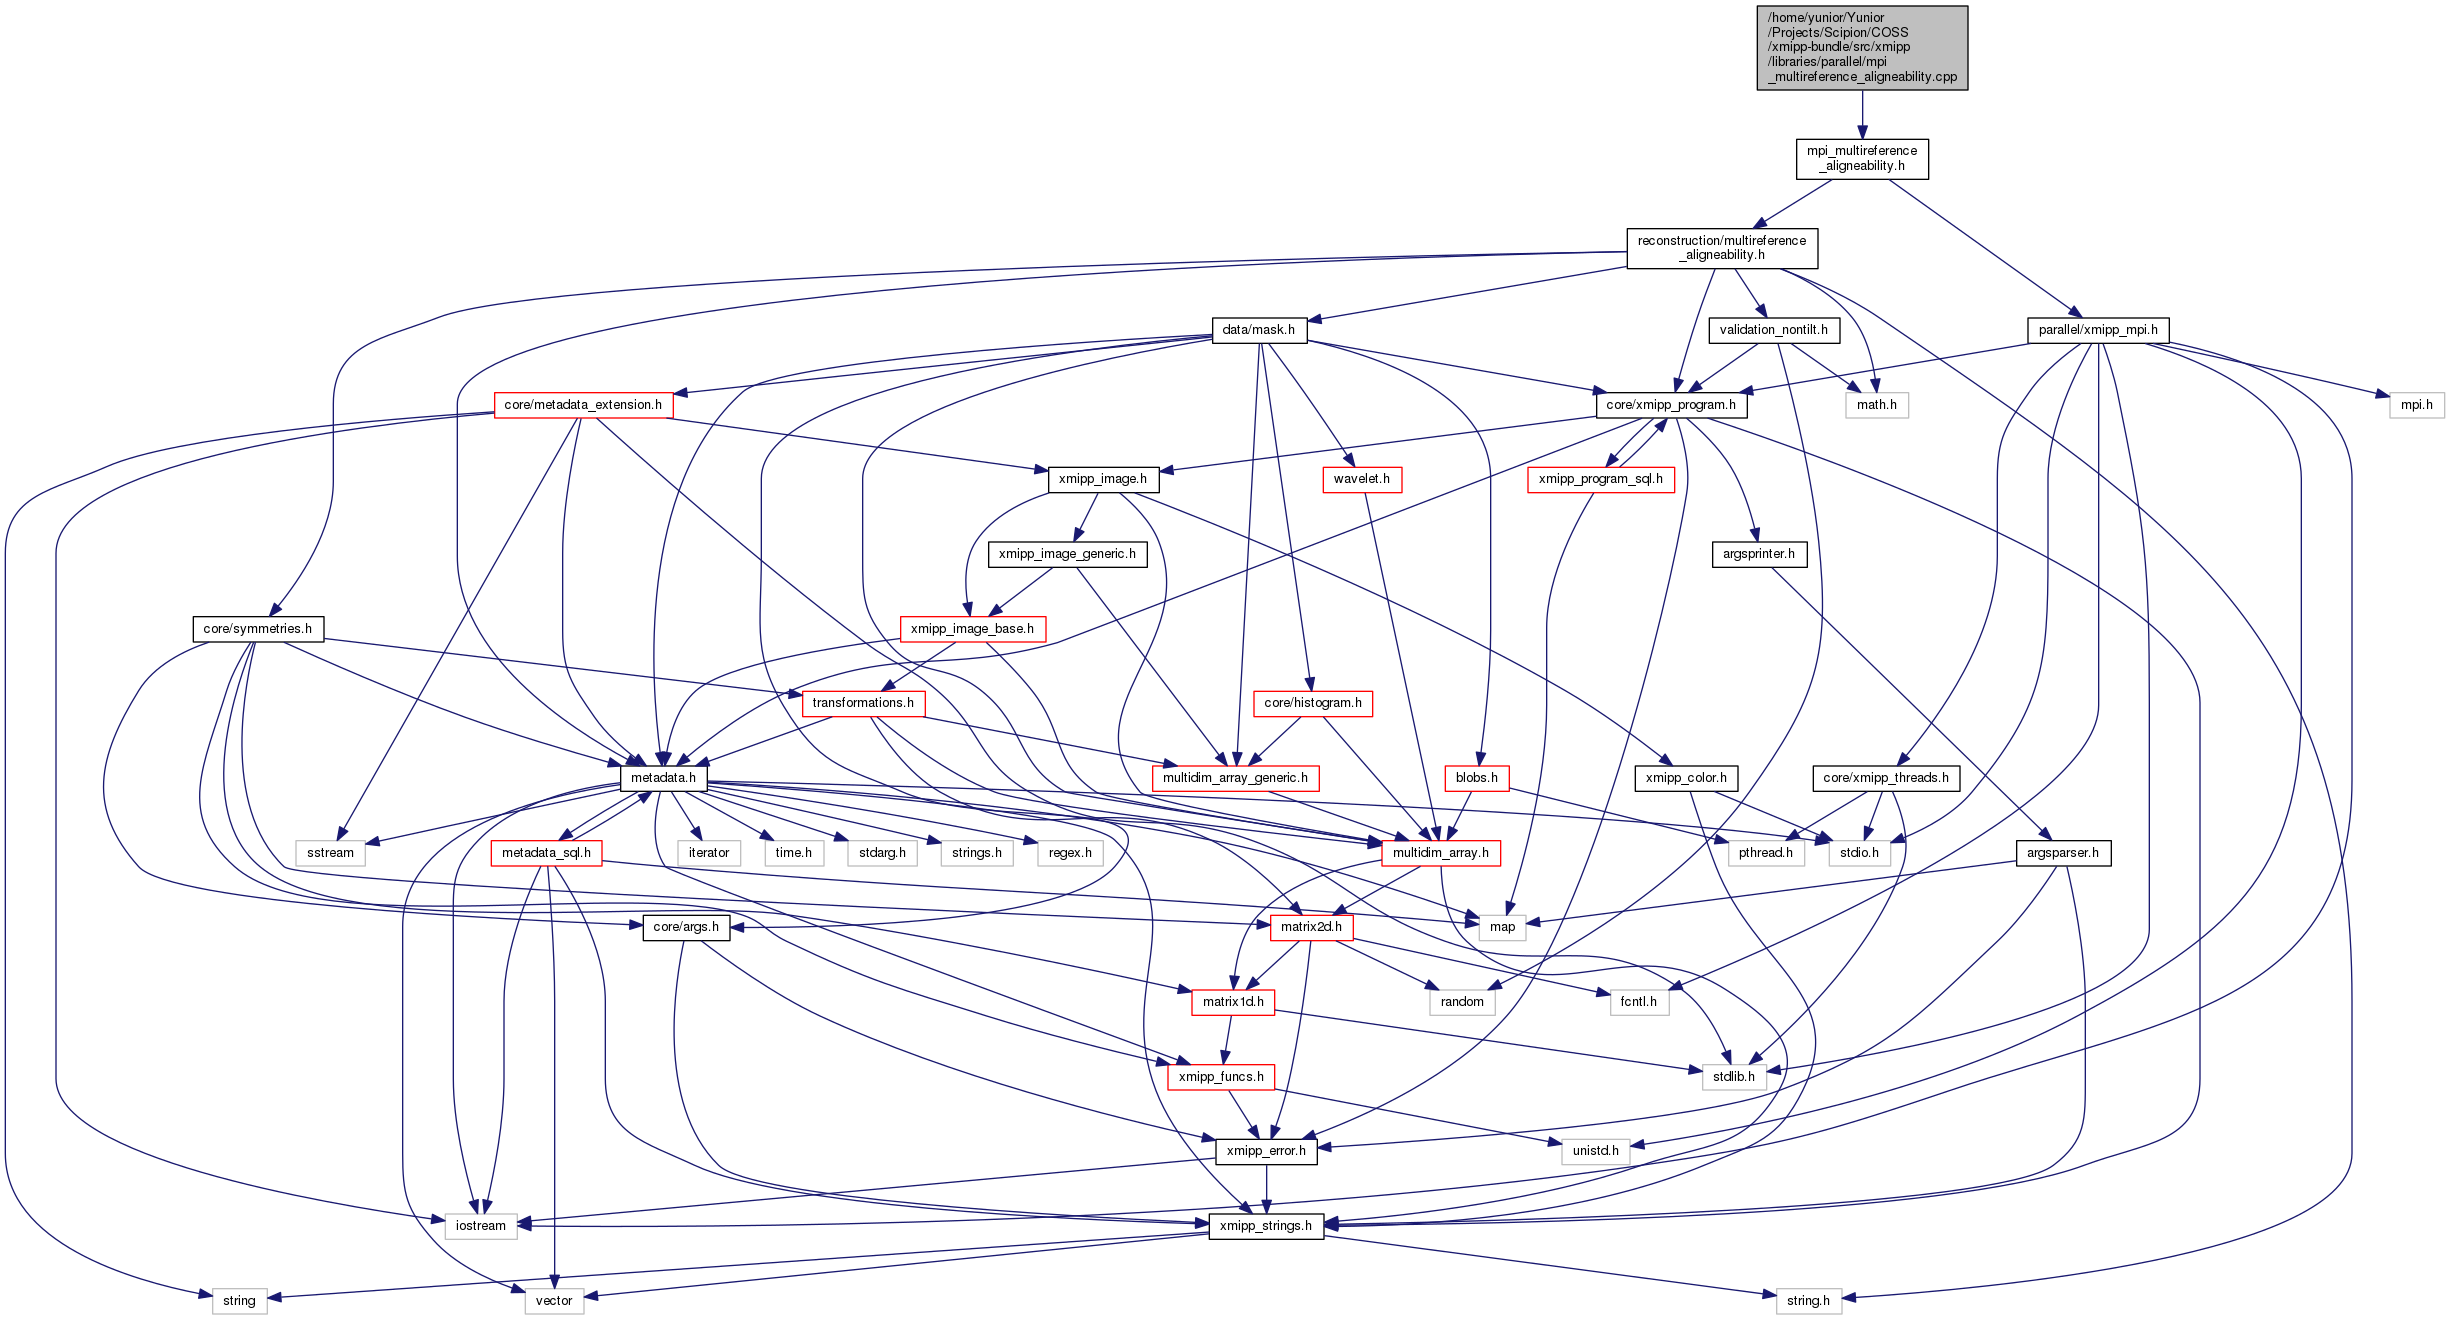 /home/yunior/Yunior
/Projects/Scipion/COSS
/xmipp-bundle/src/xmipp
/libraries/parallel/mpi
_multireference_aligneability.cpp
mpi_multireference
_aligneability.h
reconstruction/multireference
_aligneability.h
data/mask.h
validation_nontilt.h
parallel/xmipp_mpi.h
core/metadata_extension.h
core/xmipp_program.h
math.h
mpi.h
xmipp_image.h
wavelet.h
xmipp_program_sql.h
xmipp_image_generic.h
argsprinter.h
core/symmetries.h
xmipp_image_base.h
transformations.h
core/histogram.h
metadata.h
multidim_array_generic.h
blobs.h
xmipp_color.h
core/xmipp_threads.h
sstream
metadata_sql.h
iterator
time.h
stdarg.h
strings.h
regex.h
multidim_array.h
pthread.h
stdio.h
argsparser.h
core/args.h
matrix2d.h
map
matrix1d.h
random
fcntl.h
xmipp_funcs.h
stdlib.h
xmipp_error.h
unistd.h
iostream
xmipp_strings.h
string
vector
string.h